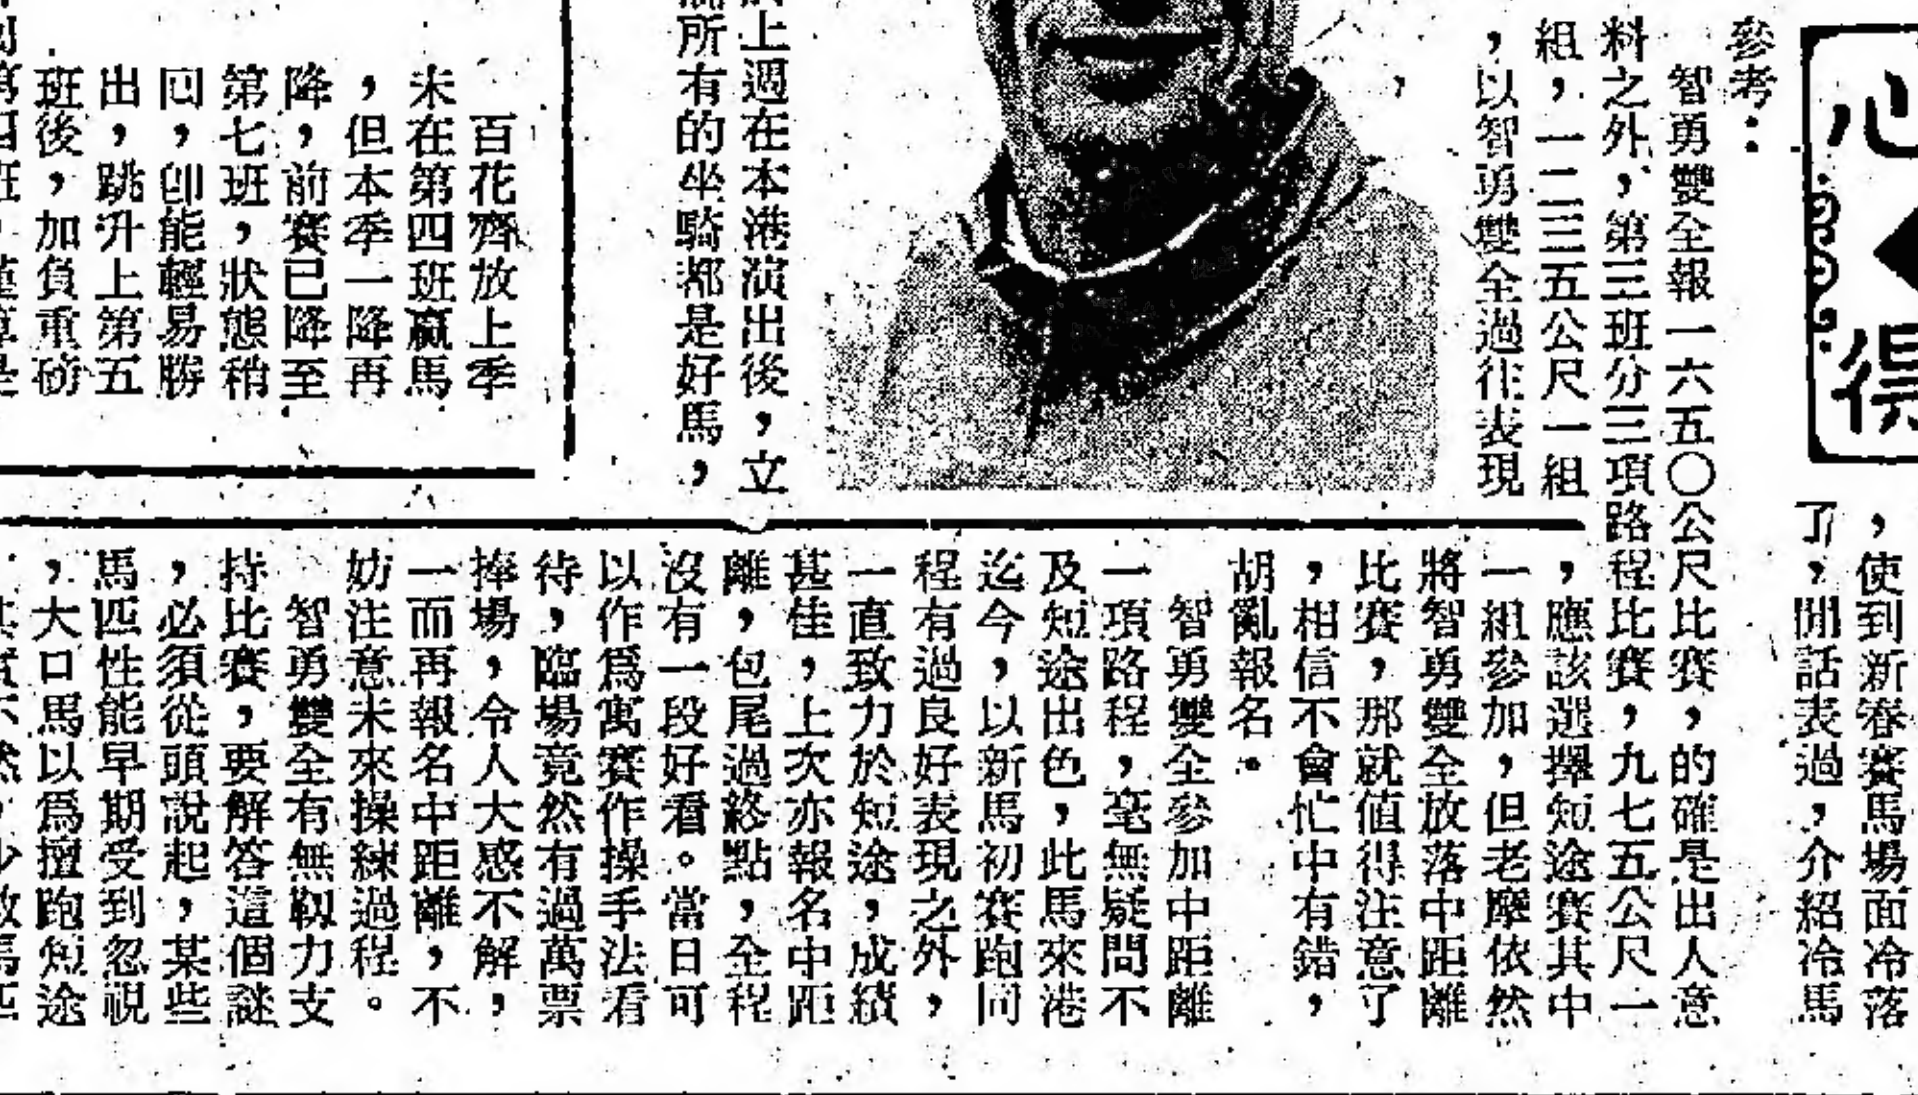 心
得
，使到新春賽馬場面冷落
了，閒話表過，介紹冷馬
參考：
智勇雙全報一六五〇公尺比賽，的確是出人意
料之外，第三班分三項路程比賽，九七五公尺一
組，一二三五公尺一組
，應該選擇短途賽其中
，以智勇雙全過往表現
一組參加，但老摩依然
將智勇雙全放落中距離
比賽，那就值得注意了
，相信不會忙中有錯，
胡亂報名。
智勇雙全參加中距離
一項路程，毫無疑問不
及短途出色，此馬來港
迄今，以新馬初賽跑同
程有過良好表現之外，
一直致力於短途，成績
甚佳，上次亦報名中距
離，包尾過終點，全程
沒有一段好看。當日可
以作爲寓賽作操手法看
待，臨場竟然有過萬票
捧場，令人大惑不解，
一而再報名中距離，不
妨注意未來操練過程。
智勇雙全有無靱力支
持比賽，要解答這個謎
，必須從頭說起，某些
馬匹性能早期受到忽視
，大口馬以爲擅跑短途
上週在本港演出後，立
所有的坐騎都是好馬，
百花齊放上季
未在第四班贏馬
，但本季一降再
降，前賽已降至
第七班，狀態稍
回，卽能輕易勝
出，跳升上第五
班後，加負重磅